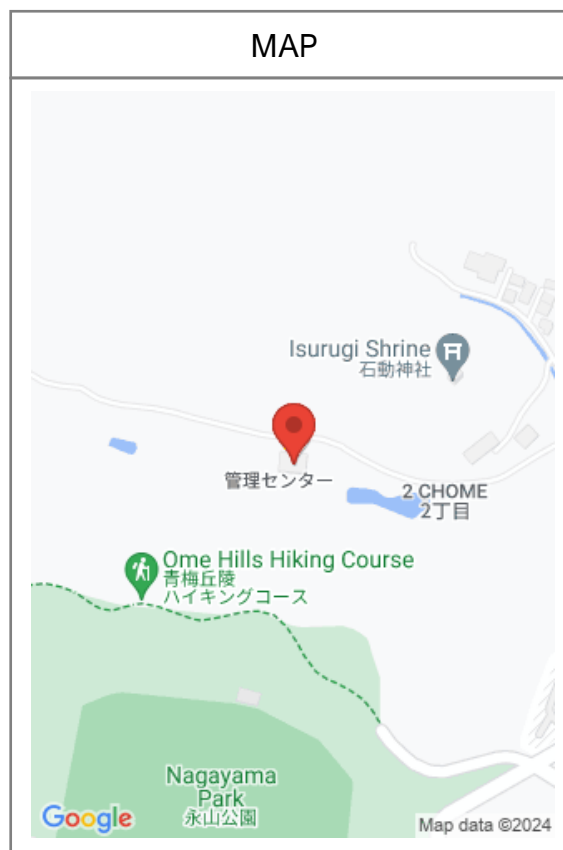 MAP
Isurugi Shrine
石動神社
管理センター
2 CHOME
2丁目
Ome Hills Hiking Course
青梅丘陵
ハイキングコース
Nagayama
Park
永山公園
Google
Map data ©2024